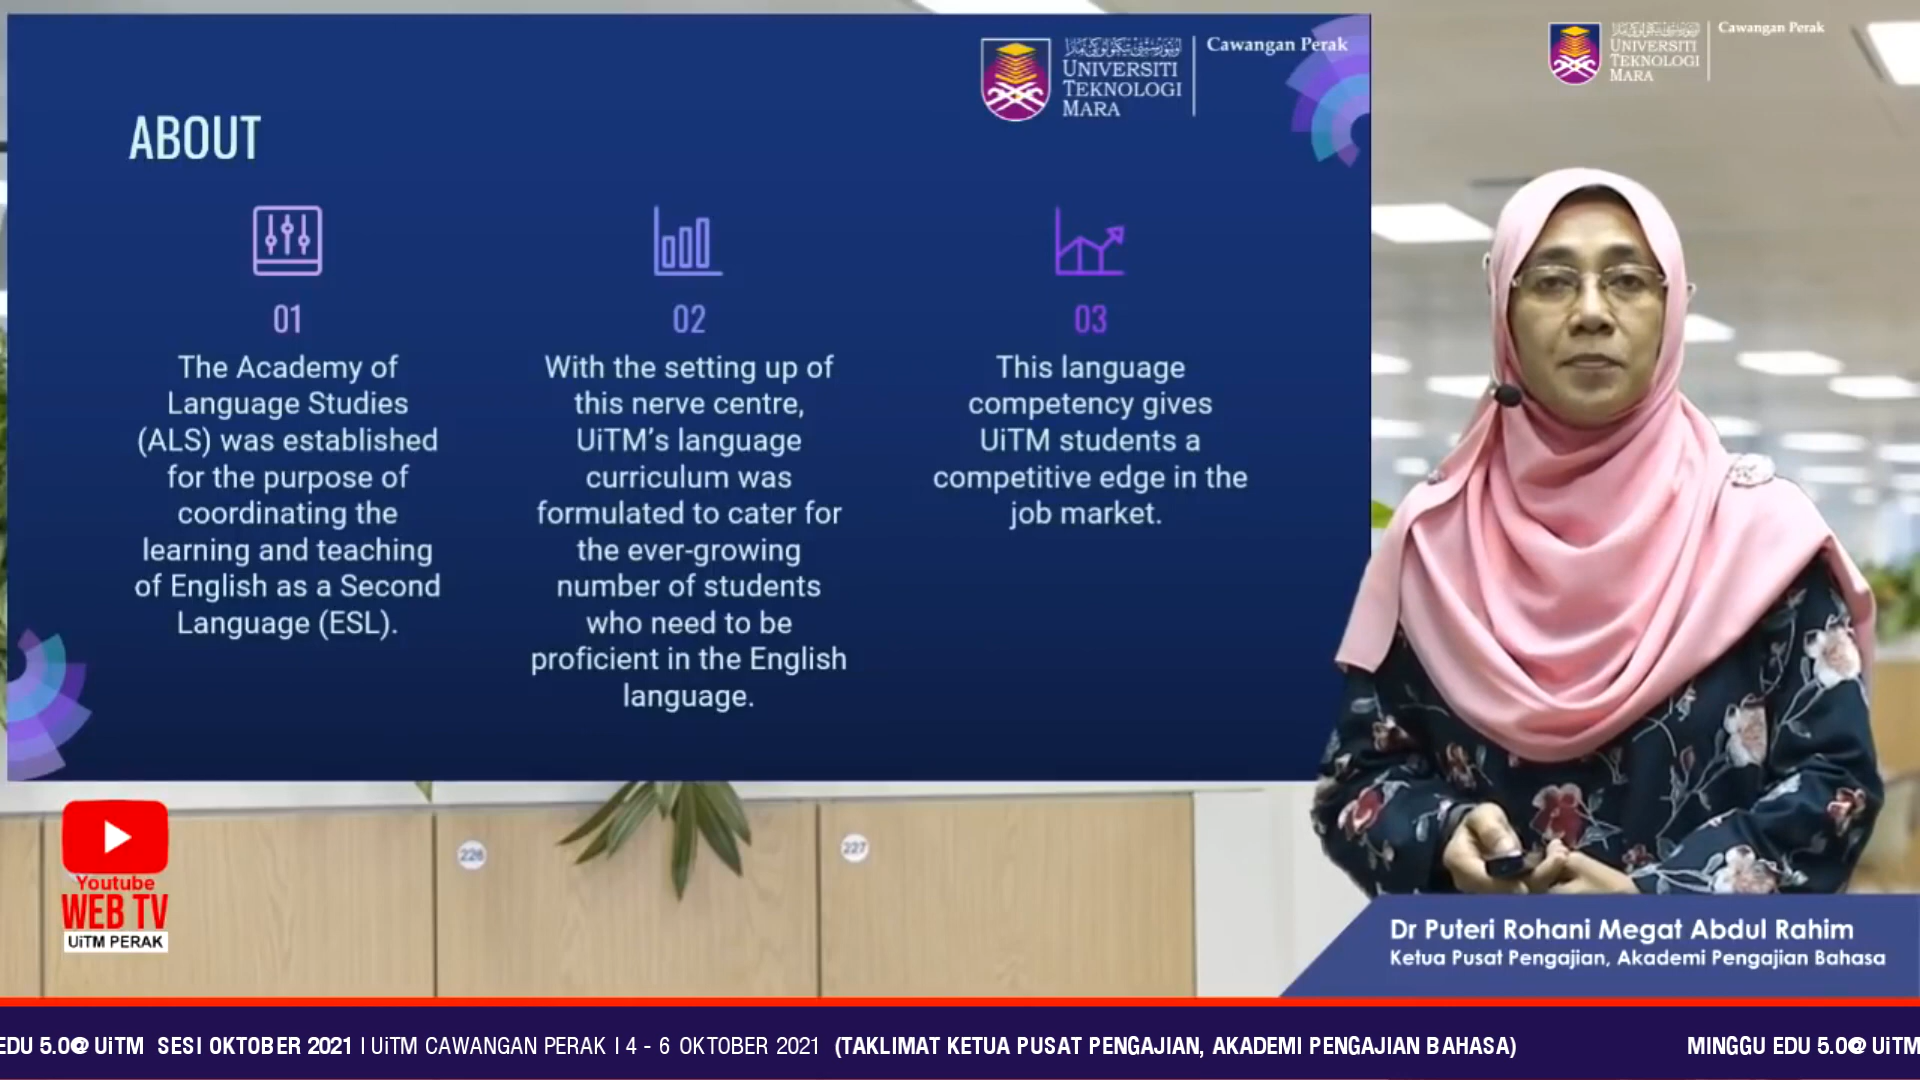 UNIVERSITI
TEKNOLOGI
MARA
Cawangan Perak
ABOUT
01
The Academy of
Language Studies
(ALS) was established
for the purpose of
coordinating the
learning and teaching
of English as a Second
Language (ESL).
02
With the setting up of
this nerve centre,
UiTM's language
curriculum was
formulated to cater for
the ever-growing
number of students
who need to be
proficient in the English
language.
03
This language
competency gives
UiTM students a
competitive edge in the
job market.
UNIVERSITI
TEKNOLOGI
MARA
Cawangan Perak
226
227
Youtube
WEB TV
UiTM PERAK
Dr Puteri Rohani Megat Abdul Rahim
Ketua Pusat Pengajian, Akademi Pengajian Bahasa
EDU 5.0@ UiTM SESI OKTOBER 2021 | UiTM CAWANGAN PERAK | 4 - 6 OKTOBER 2021 (TAKLIMAT KETUA PUSAT PENGAJIAN, AKADEMI PENGAJIAN BAHASA) MINGGU EDU 5.0@ UiTM